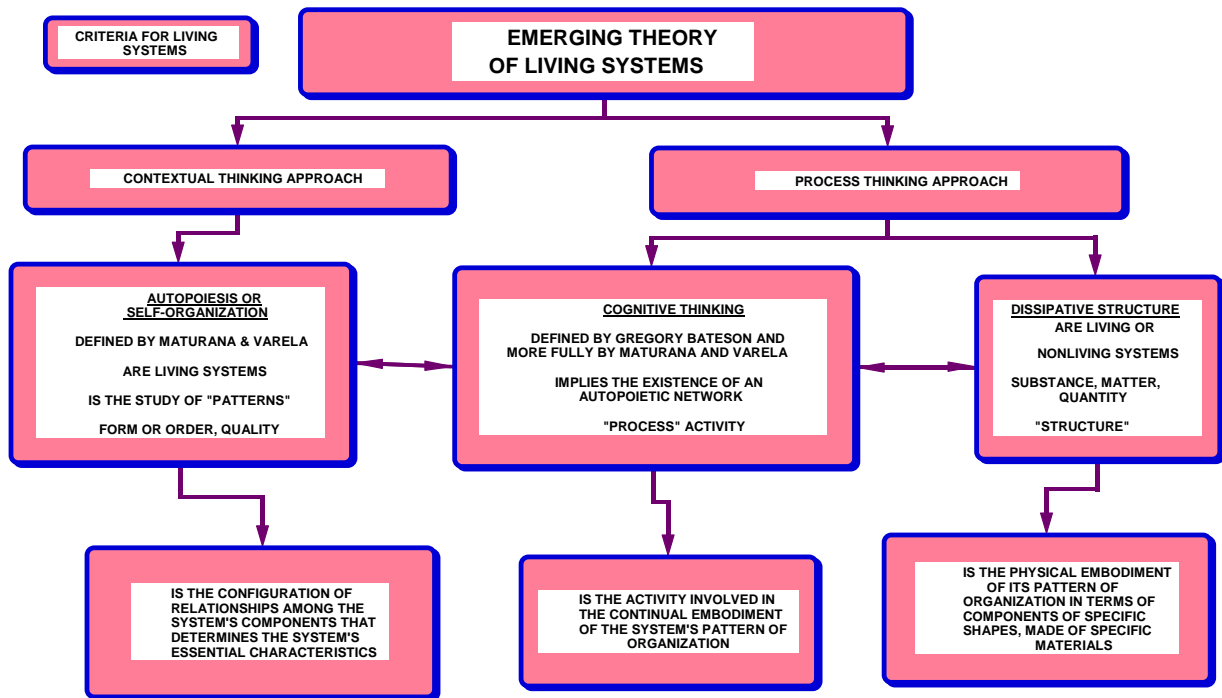 CRITERIA FOR LIVING
SYSTEMS
EMERGING THEORY
OF LIVING SYSTEMS
CONTEXTUAL THINKING APPROACH
PROCESS THINKING APPROACH
AUTOPOIESIS OR
SELF-ORGANIZATION
DEFINED BY MATURANA & VARELA
ARE LIVING SYSTEMS
IS THE STUDY OF "PATTERNS"
FORM OR ORDER, QUALITY
COGNITIVE THINKING
DEFINED BY GREGORY BATESON AND
MORE FULLY BY MATURANA AND VARELA
IMPLIES THE EXISTENCE OF AN
AUTOPOIETIC NETWORK
"PROCESS" ACTIVITY
DISSIPATIVE STRUCTURE
ARE LIVING OR
NONLIVING SYSTEMS
SUBSTANCE, MATTER,
QUANTITY
"STRUCTURE"
IS THE CONFIGURATION OF
RELATIONSHIPS AMONG THE
SYSTEM'S COMPONENTS THAT
DETERMINES THE SYSTEM'S
ESSENTIAL CHARACTERISTICS
IS THE ACTIVITY INVOLVED IN
THE CONTINUAL EMBODIMENT
OF THE SYSTEM'S PATTERN OF
ORGANIZATION
IS THE PHYSICAL EMBODIMENT
OF ITS PATTERN OF
ORGANIZATION IN TERMS OF
COMPONENTS OF SPECIFIC
SHAPES, MADE OF SPECIFIC
MATERIALS